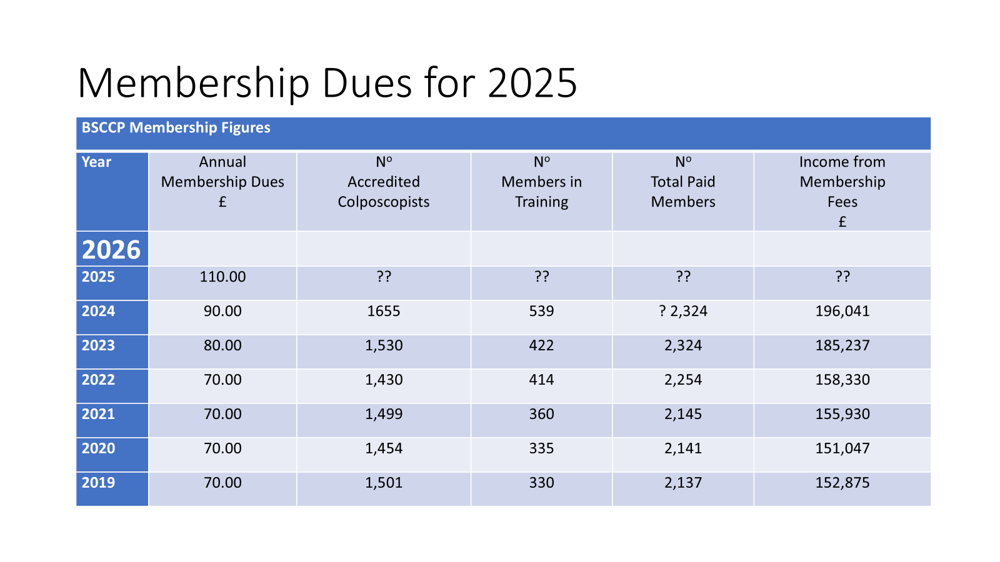 Membership Dues for 2025
BSCCP Membership Figures
Year
Annual
Membership Dues
£
Nº
Accredited
Colposcopists
Nº
Members in
Training
Nº
Total Paid
Members
Income from
Membership
Fees
£
2026
2025 110.00 ?? ?? ?? ??
2024 90.00 1655 539 ? 2,324 196,041
2023 80.00 1,530 422 2,324 185,237
2022 70.00 1,430 414 2,254 158,330
2021 70.00 1,499 360 2,145 155,930
2020 70.00 1,454 335 2,141 151,047
2019 70.00 1,501 330 2,137 152,875